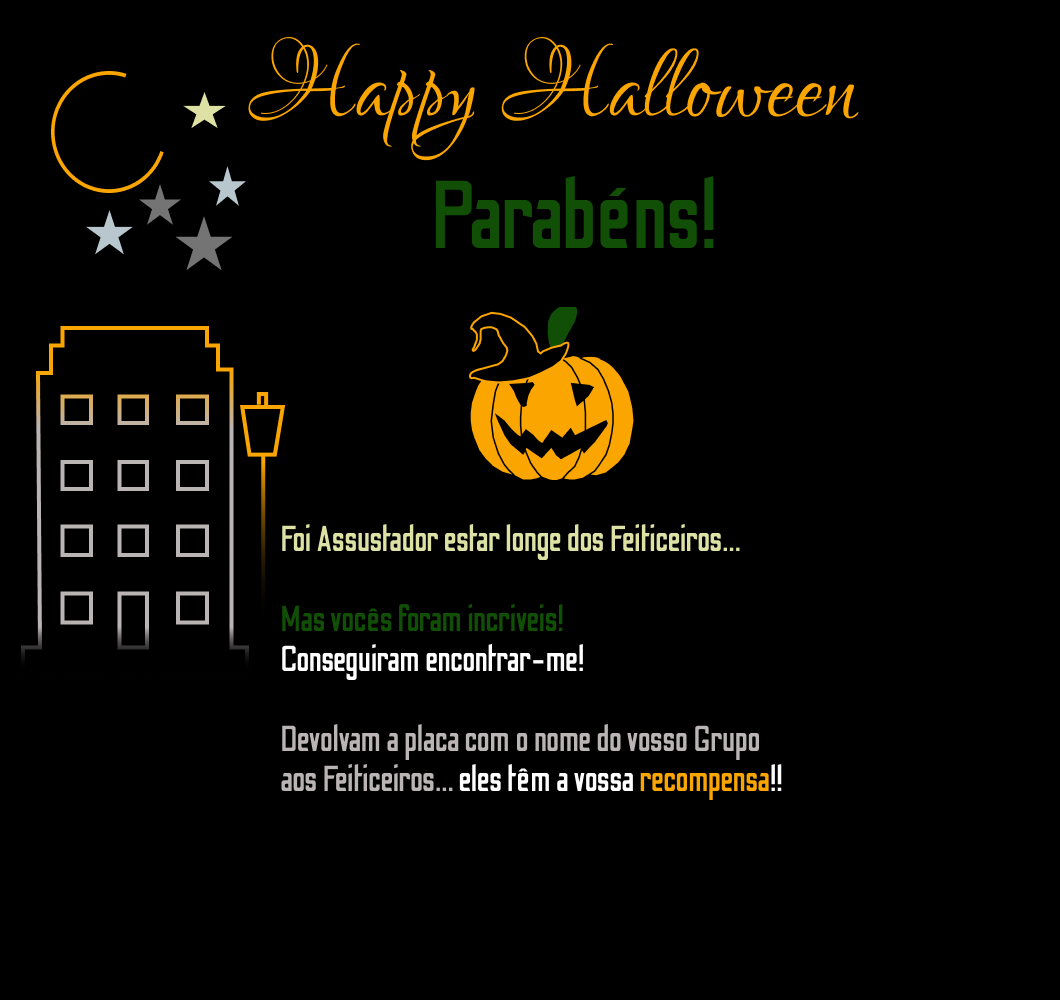 Happy Halloween
Parabéns!
Foi Assustador estar longe dos Feiticeiros...
Mas vocês foram incriveis!
Conseguiram encontrar-me!
Devolvam a placa com o nome do vosso Grupo
aos Feiticeiros... eles têm a vossa recompensa!!